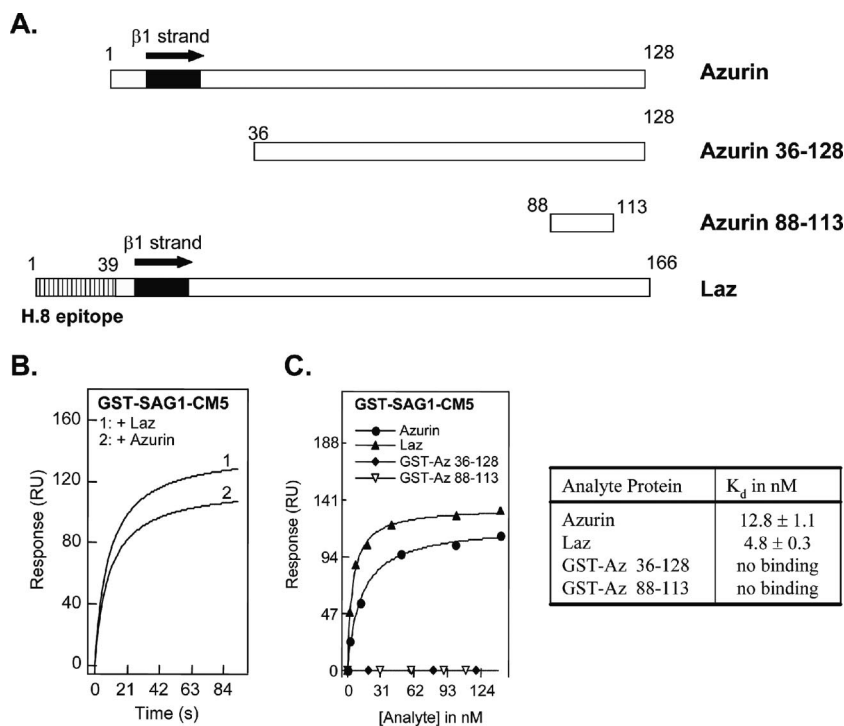 A.
β1 strand
1 128
Azurin
128
36
Azurin 36-128
88 113
Azurin 88-113
β1 strand
1 39 166
Laz
H.8 epitope
B.
GST-SAG1-CM5
1: + Laz
2: + Azurin
1
2
160
120
80
40
0
Response (RU)
0 21 42 63 84
Time (s)
C.
GST-SAG1-CM5
Azurin
Laz
GST-Az 36-128
GST-Az 88-113
188
141
94
47
0
Response (RU)
0 31 62 93 124
[Analyte] in nM
Analyte Protein Kd in nM
Azurin 12.8 ± 1.1
Laz 4.8 ± 0.3
GST-Az 36-128 no binding
GST-Az 88-113 no binding